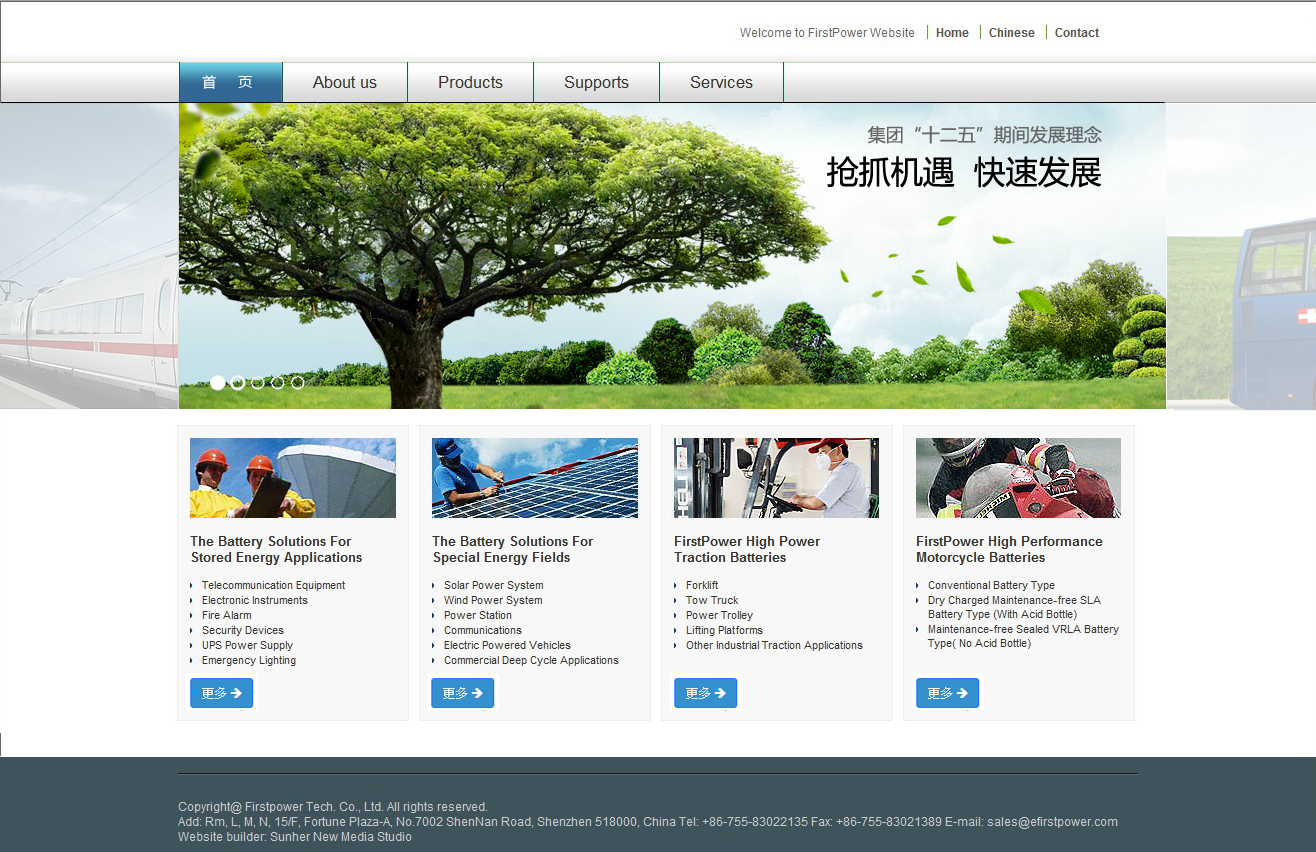 Welcome to FirstPower Website Home Chinese Contact
首 页 About us Products Supports Services
集团“十二五”期间发展理念
抢抓机遇 快速发展
The Battery Solutions For
Stored Energy Applications
Telecommunication Equipment
Electronic Instruments
Fire Alarm
Security Devices
UPS Power Supply
Emergency Lighting
更多
The Battery Solutions For
Special Energy Fields
Solar Power System
Wind Power System
Power Station
Communications
Electric Powered Vehicles
Commercial Deep Cycle Applications
更多
FirstPower High Power
Traction Batteries
Forklift
Tow Truck
Power Trolley
Lifting Platforms
Other Industrial Traction Applications
更多
FirstPower High Performance
Motorcycle Batteries
Conventional Battery Type
Dry Charged Maintenance-free SLA
Battery Type (With Acid Bottle)
Maintenance-free Sealed VRLA Battery
Type( No Acid Bottle)
更多
Copyright@ Firstpower Tech. Co., Ltd. All rights reserved.
Add: Rm, L, M, N, 15/F, Fortune Plaza-A, No.7002 ShenNan Road, Shenzhen 518000, China Tel: +86-755-83022135 Fax: +86-755-83021389 E-mail: sales@efirstpower.com
Website builder: Sunher New Media Studio